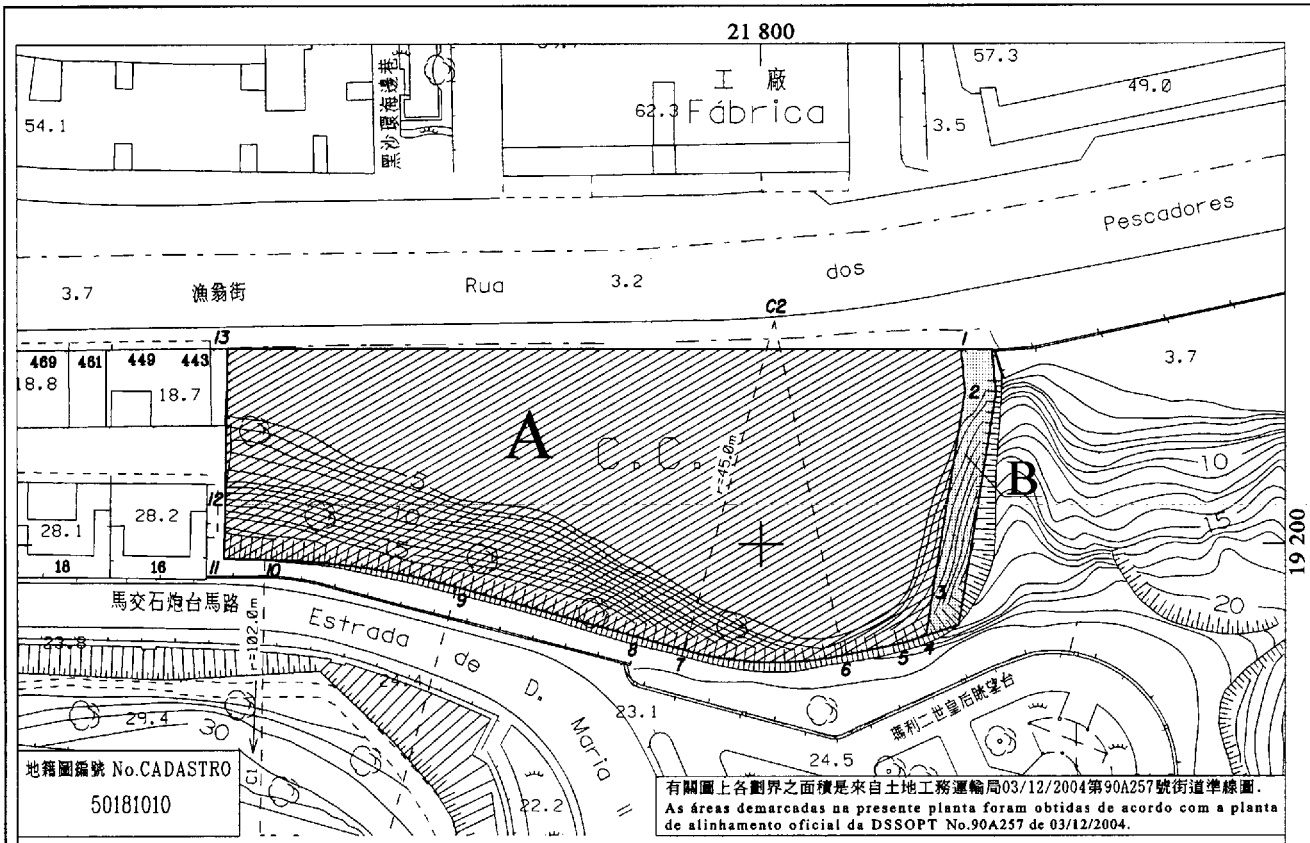 21 800
57.3
49.0
工 廠
62.3
Fábrica
54.1
黑沙環海邊巷
3.5
Pescadores
dos
3.7
漁翁街
Rua
3.2
C2
13
1
469 461 449 443
18.8
18.7
3.7
2
A
C. C.
r=45.0m
B
5
10
10
12
15
15
28.1
28.2
19 200
18
16
11
10
9
3
20
馬交石炮台馬路
8
7
6
5
4
Estrada
de
D.
Maria
II
23.8
r=102.0m
24.4
23.1
瑪利二世皇后眺望台
29.4
30
24.5
22.2
C1
地籍圖編號 No.CADASTRO
50181010
有關圖上各劃界之面積是來自土地工務運輸局03/12/2004第90A257號街道準線圖.
As áreas demarcadas na presente planta foram obtidas de acordo com a planta
de alinhamento oficial da DSSOPT No.90A257 de 03/12/2004.